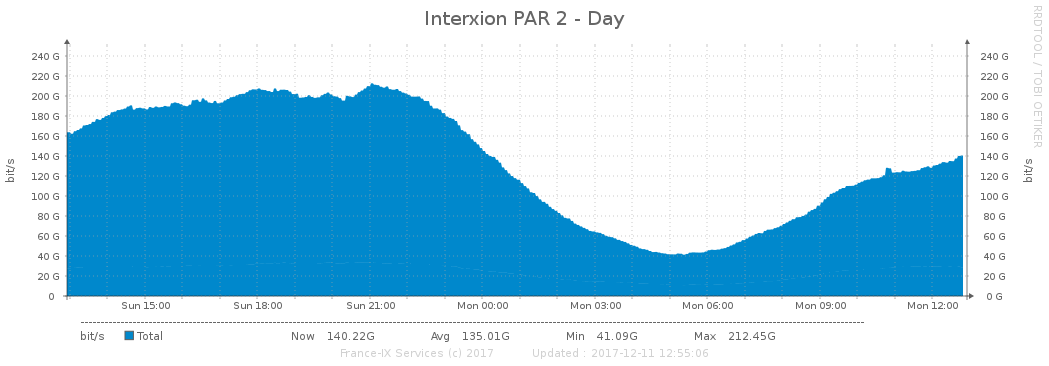 Interxion PAR 2 - Day
RRDTOOL / TOBI OETIKER
240 G 240 G
220 G 220 G
200 G 200 G
180 G 180 G
160 G 160 G
140 G 140 G
120 G 120 G
100 G 100 G
80 G 80 G
60 G 60 G
40 G 40 G
20 G 20 G
0 0 G
bit/s
bit/s
Sun 15:00 Sun 18:00 Sun 21:00 Mon 00:00 Mon 03:00 Mon 06:00 Mon 09:00 Mon 12:00
bit/s Total Now 140.22G Avg 135.01G Min 41.09G Max 212.45G
France-IX Services (c) 2017 Updated : 2017-12-11 12:55:06